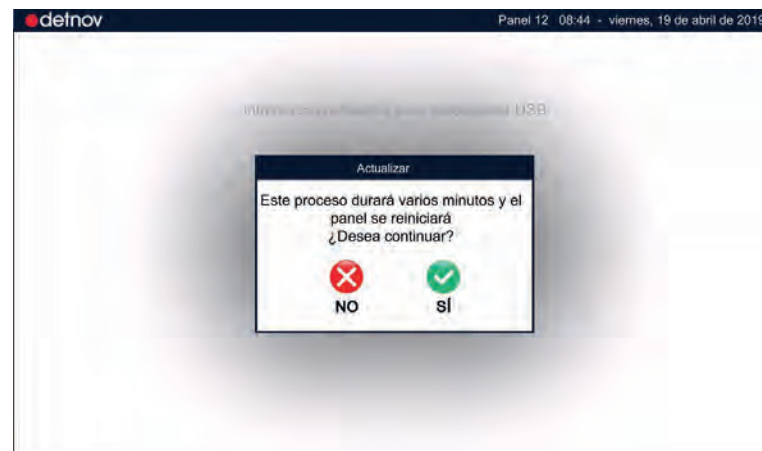 detnov
Panel 12 08:44 - viernes, 19 de abril de 2019
USB
Actualizar
Este proceso durará varios minutos y el
panel se reiniciará
¿Desea continuar?
NO SÍ